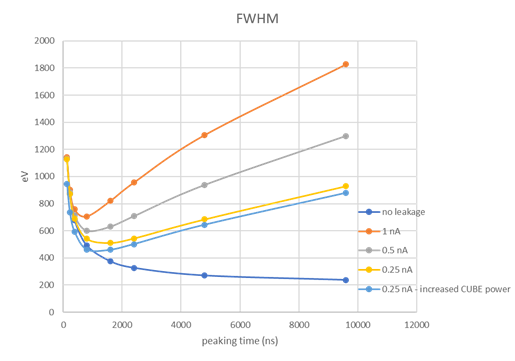 FWHM
2000
1800
1600
1400
1200
1000
800
600
400
200
0
eV
0 2000 4000 6000 8000 10000 12000
peaking time (ns)
no leakage
1 nA
0.5 nA
0.25 nA
0.25 nA - increased CUBE power